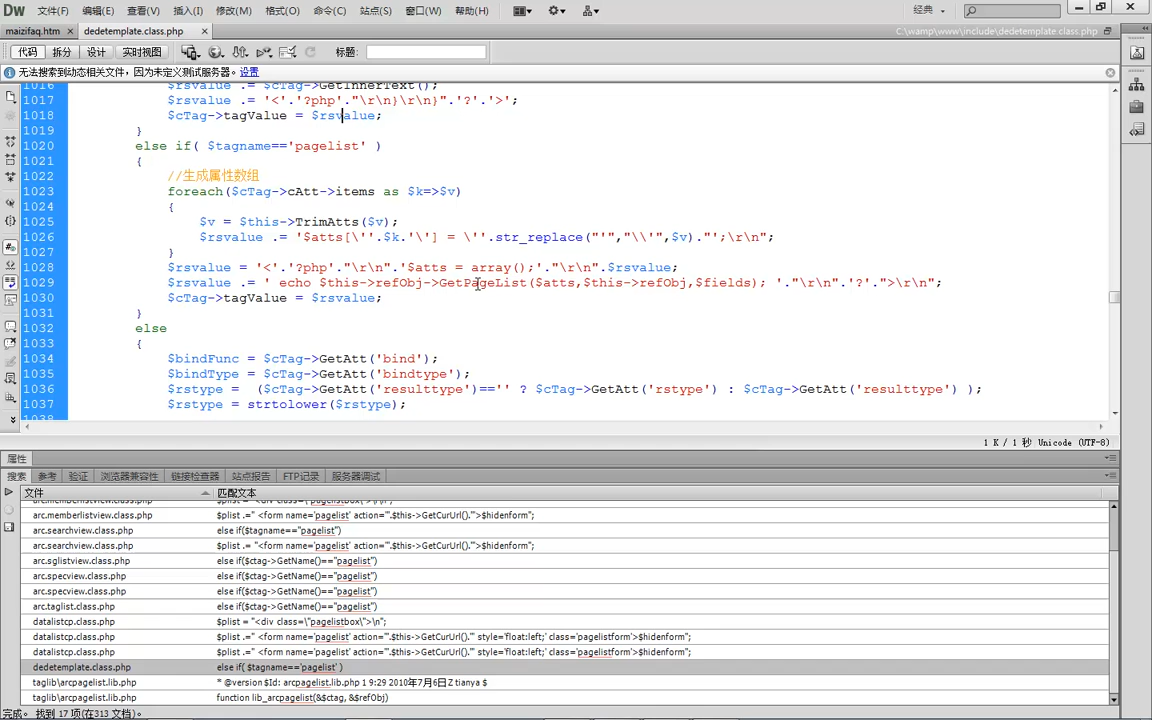 Dw 文件(F) 编辑(E) 查看(V) 插入(I) 修改(M) 格式(O) 命令(C) 站点(S) 窗口(W) 帮助(H) 经典
maizifaq.htm × dedetemplate.class.php × C:\wamp\www\include\dedetemplate.class.php
代码 拆分 设计 实时视图 标题:
无法搜索到动态相关文件，因为未定义测试服务器。 设置
1016 $rsvalue .= $cTag->GetInnerText();
1017 $rsvalue .= '<'.'?php'."\r\n}\r\n}".'?'.'>';
1018 $cTag->tagValue = $rsvalue;
1019 }
1020 else if( $tagname=='pagelist' )
1021 {
1022 //生成属性数组
1023 foreach($cTag->cAtt->items as $k=>$v)
1024 {
1025 $v = $this->TrimAtts($v);
1026 $rsvalue .= '$atts[\''.$k.'\'] = \''.str_replace("'","\\'",$v)."';\r\n";
1027 }
1028 $rsvalue = '<'.'?php'."\r\n".'$atts = array();'."\r\n".$rsvalue;
1029 $rsvalue .= ' echo $this->refObj->GetPageList($atts,$this->refObj,$fields); '."\r\n".'?'.">\r\n";
1030 $cTag->tagValue = $rsvalue;
1031 }
1032 else
1033 {
1034 $bindFunc = $cTag->GetAtt('bind');
1035 $bindType = $cTag->GetAtt('bindtype');
1036 $rstype = ($cTag->GetAtt('resulttype')=='' ? $cTag->GetAtt('rstype') : $cTag->GetAtt('resulttype') );
1037 $rstype = strtolower($rstype);
1038
1 K / 1 秒 Unicode (UTF-8)
属性
搜索 参考 验证 浏览器兼容性 链接检查器 站点报告 FTP记录 服务器调试
文件 匹配文本
arc.memberlistview.class.php $plist .= "<div class=\"pagelistbox\">\r\n";
arc.memberlistview.class.php $plist .=" <form name='pagelist' action='".$this->GetCurUrl()."'>$hidenform";
arc.searchview.class.php else if($tagname=="pagelist")
arc.searchview.class.php $plist .= "<form name='pagelist' action='".$this->GetCurUrl()."'>$hidenform";
arc.sglistview.class.php else if($ctag->GetName()=="pagelist")
arc.specview.class.php else if($ctag->GetName()=="pagelist")
arc.specview.class.php else if($ctag->GetName()=="pagelist")
arc.taglist.class.php else if($ctag->GetName()=="pagelist")
datalistcp.class.php $plist = "<div class=\"pagelistbox\">\n";
datalistcp.class.php $plist .=" <form name='pagelist' action='".$this->GetCurUrl()."' style='float:left;' class='pagelistform'>$hidenform";
datalistcp.class.php $plist .=" <form name='pagelist' action='".$this->GetCurUrl()."' style='float:left;' class='pagelistform'>$hidenform";
dedetemplate.class.php else if( $tagname=='pagelist' )
taglib\arcpagelist.lib.php * @version $Id: arcpagelist.lib.php 1 9:29 2010年7月6日Z tianya $
taglib\arcpagelist.lib.php function lib_arcpagelist(&$ctag, &$refObj)
完成。 找到 17 项(在313 文档)。